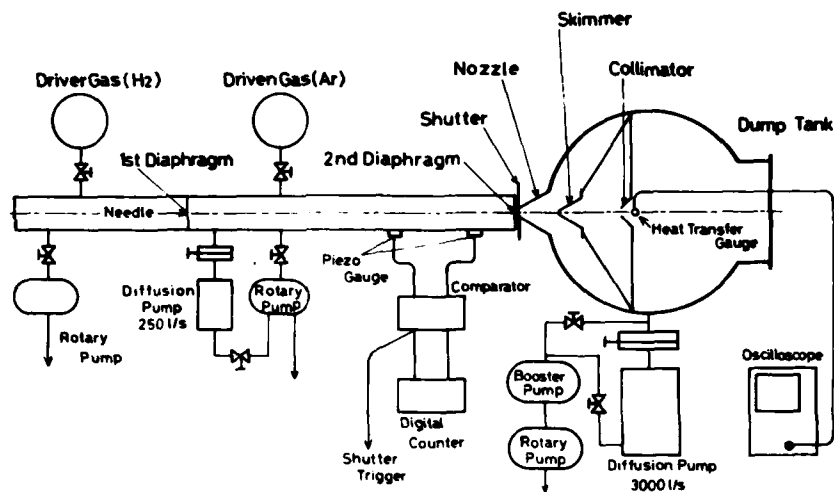 Skimmer
Nozzle
Collimator
Driver Gas (H2)
Driven Gas (Ar)
Shutter
Dump Tank
1st Diaphragm
2nd Diaphragm
Needle
Heat Transfer
Gauge
Piezo
Gauge
Diffusion
Pump
250 l/s
Rotary
Pump
Comparator
Rotary
Pump
Digital
Counter
Shutter
Trigger
Booster
Pump
Rotary
Pump
Diffusion Pump
3000 l/s
Oscilloscope